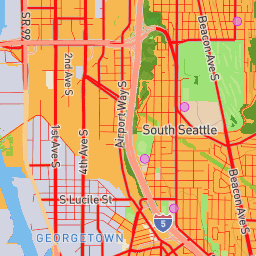 SR 99
2nd Ave S
Airport Way S
Beacon Ave S
1st Ave S
4th Ave S
South Seattle
Beacon Ave S
S Lucile St
5
GEORGETOWN